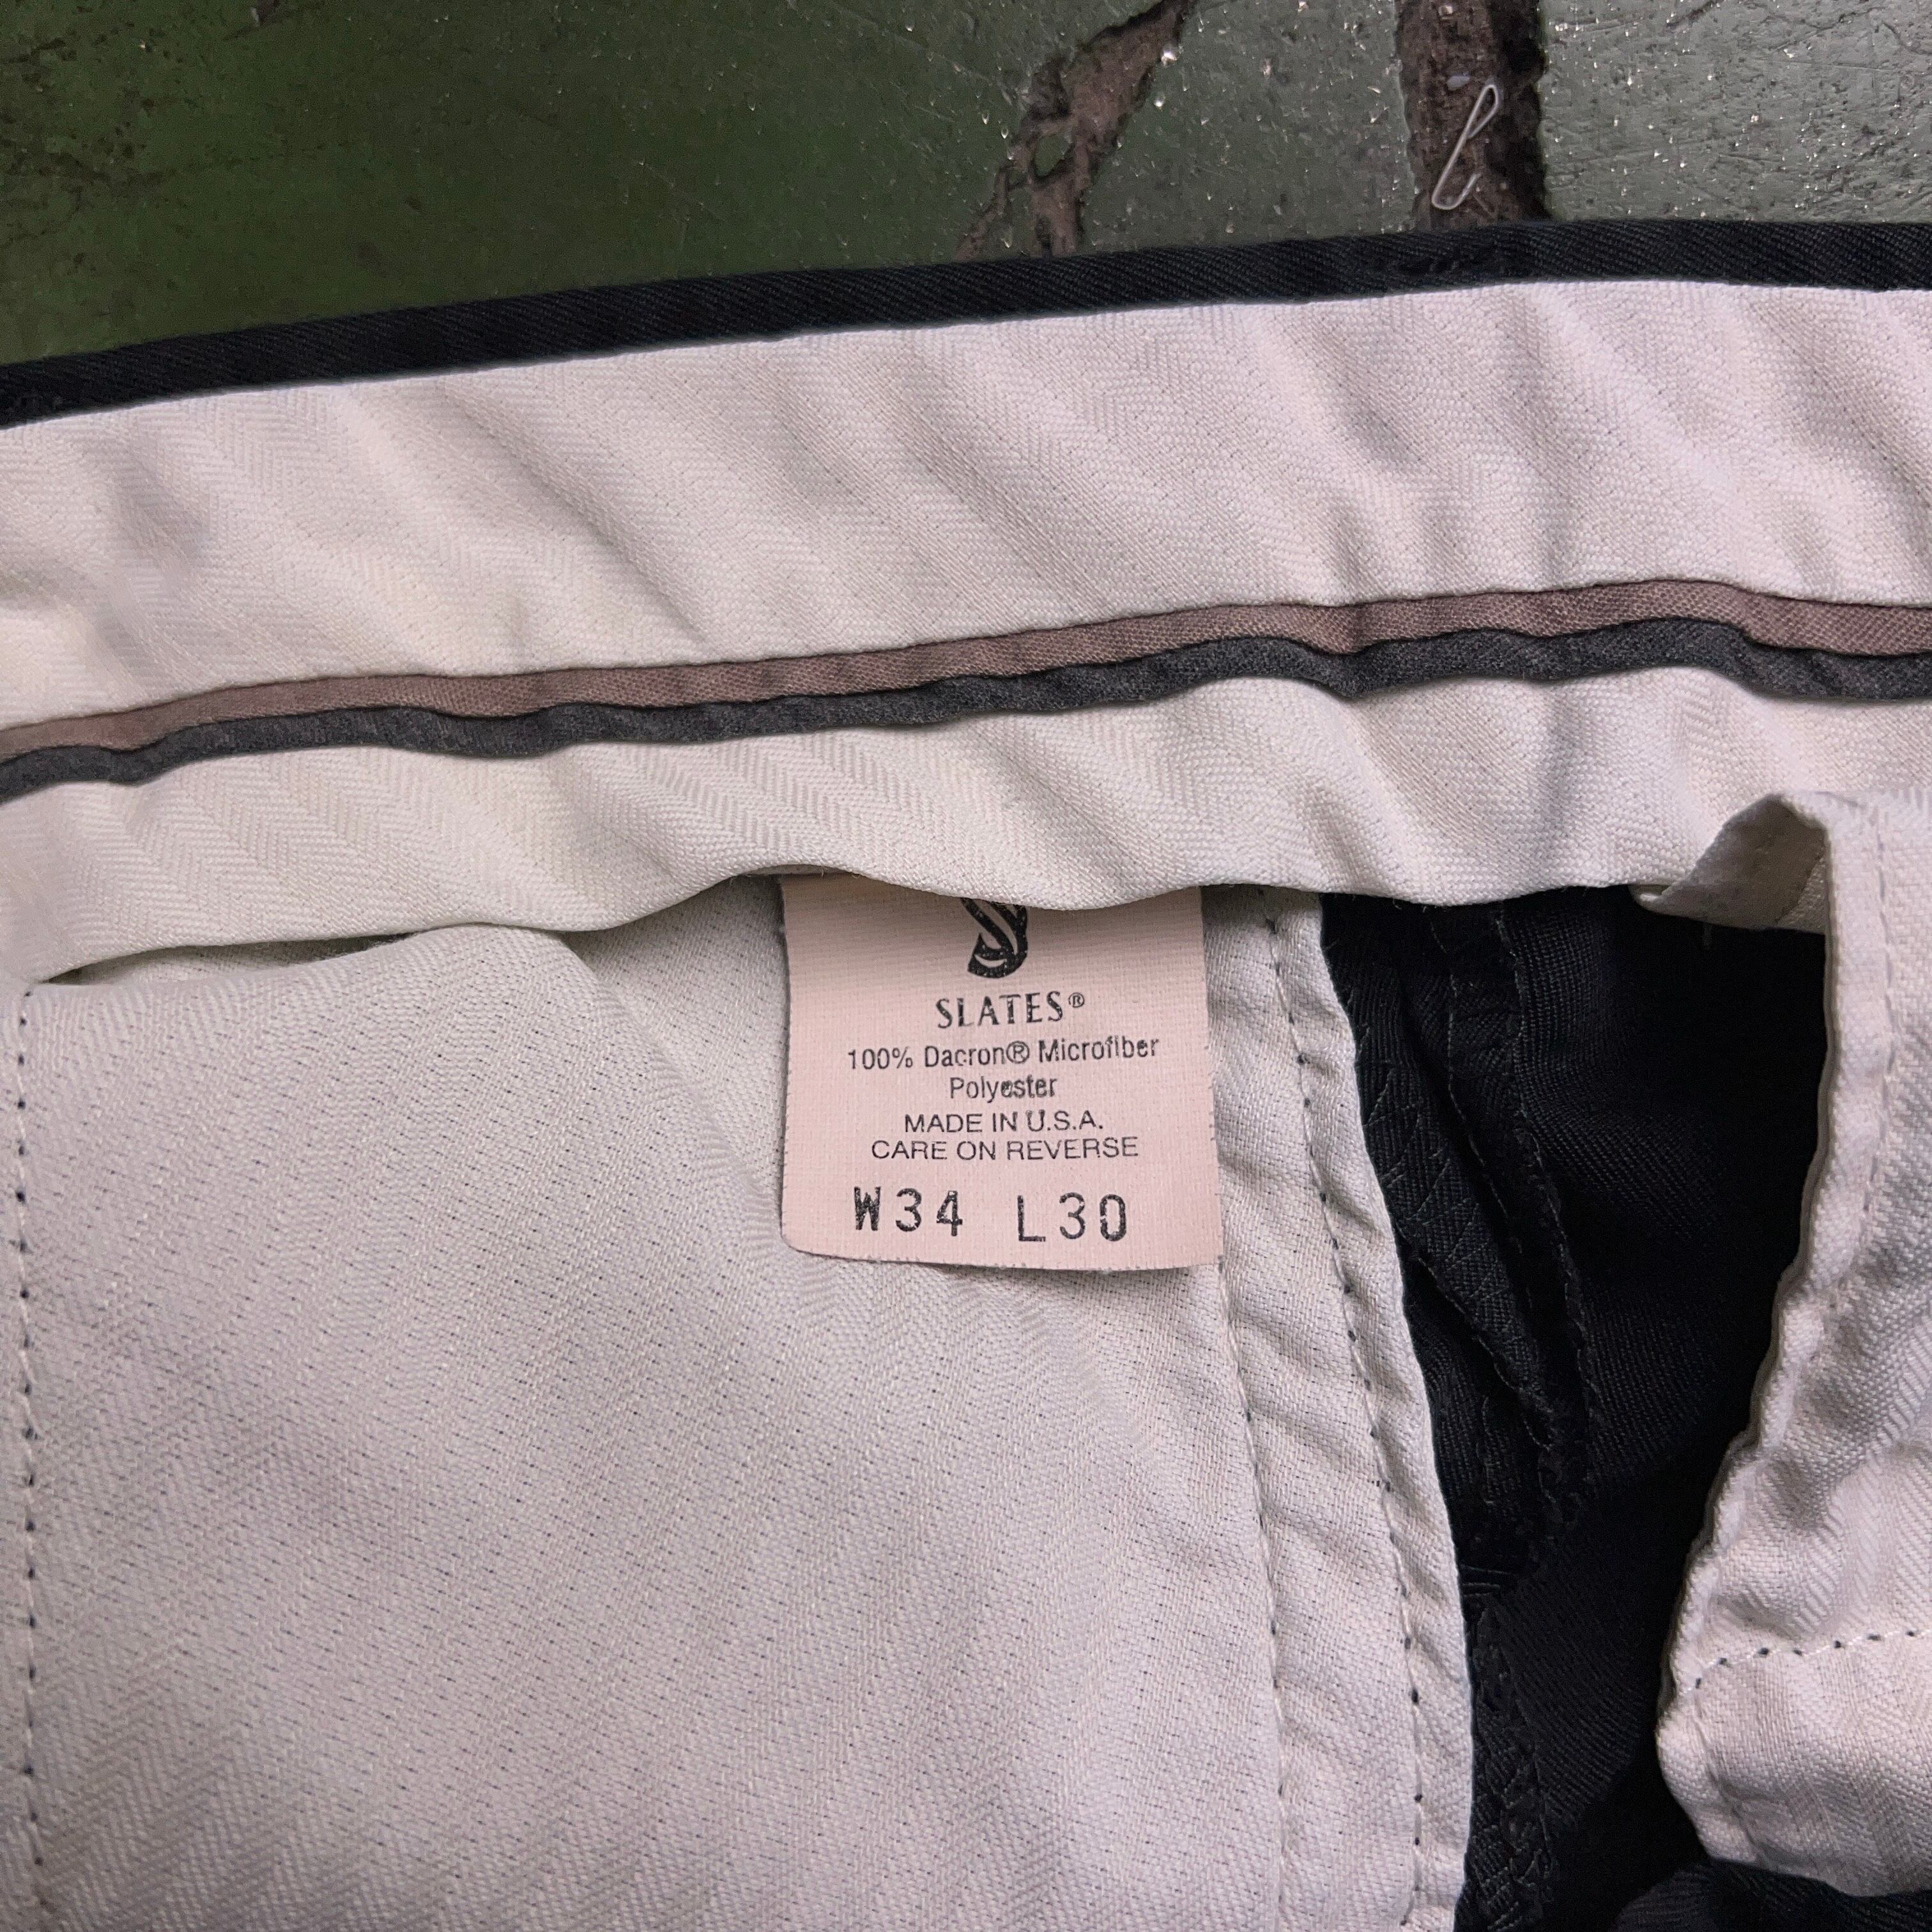 SLATES®
100% Dacron® Microfiber
Polyester
MADE IN U.S.A.
CARE ON REVERSE
W34 L30